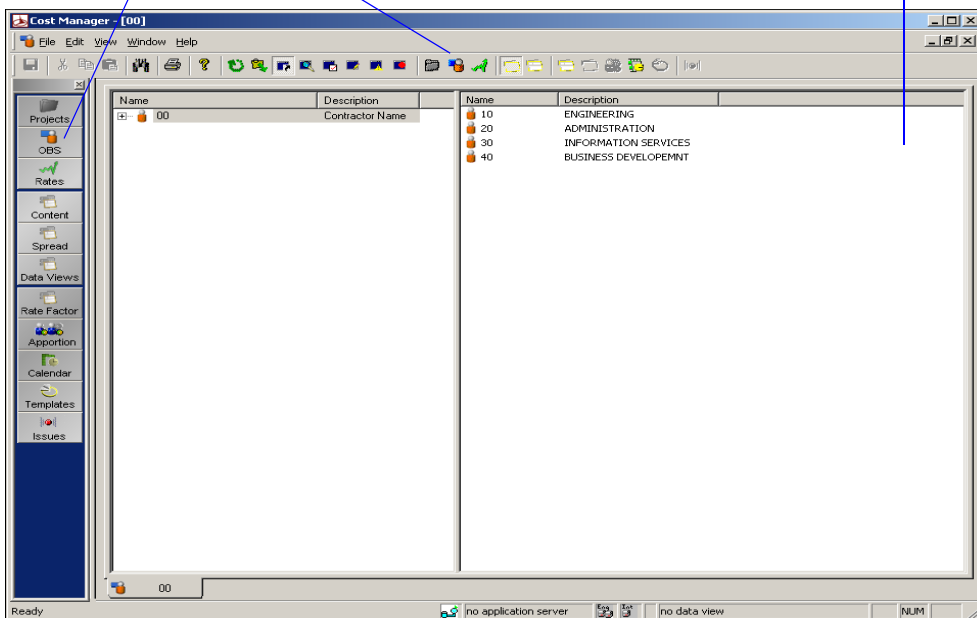 Cost Manager - [00]
File Edit View Window Help
Projects
OBS
Rates
Content
Spread
Data Views
Rate Factor
Apportion
Calendar
Templates
Issues
Name Description
00 Contractor Name
Name Description
10 ENGINEERING
20 ADMINISTRATION
30 INFORMATION SERVICES
40 BUSINESS DEVELOPEMNT
00
Ready no application server Eng Int no data view NUM